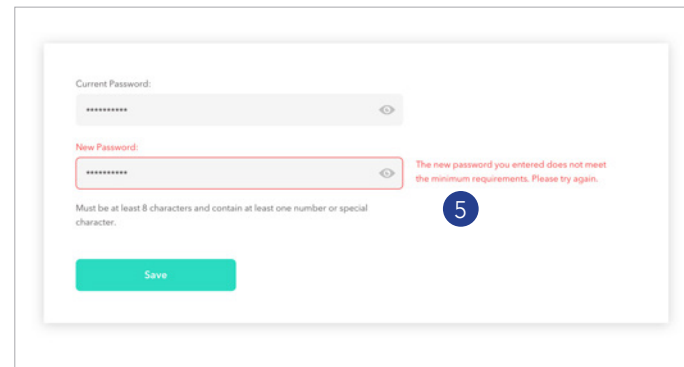 Current Password:
**********
New Password:
**********
The new password you entered does not meet
the minimum requirements. Please try again.
5
Must be at least 8 characters and contain at least one number or special
character.
Save